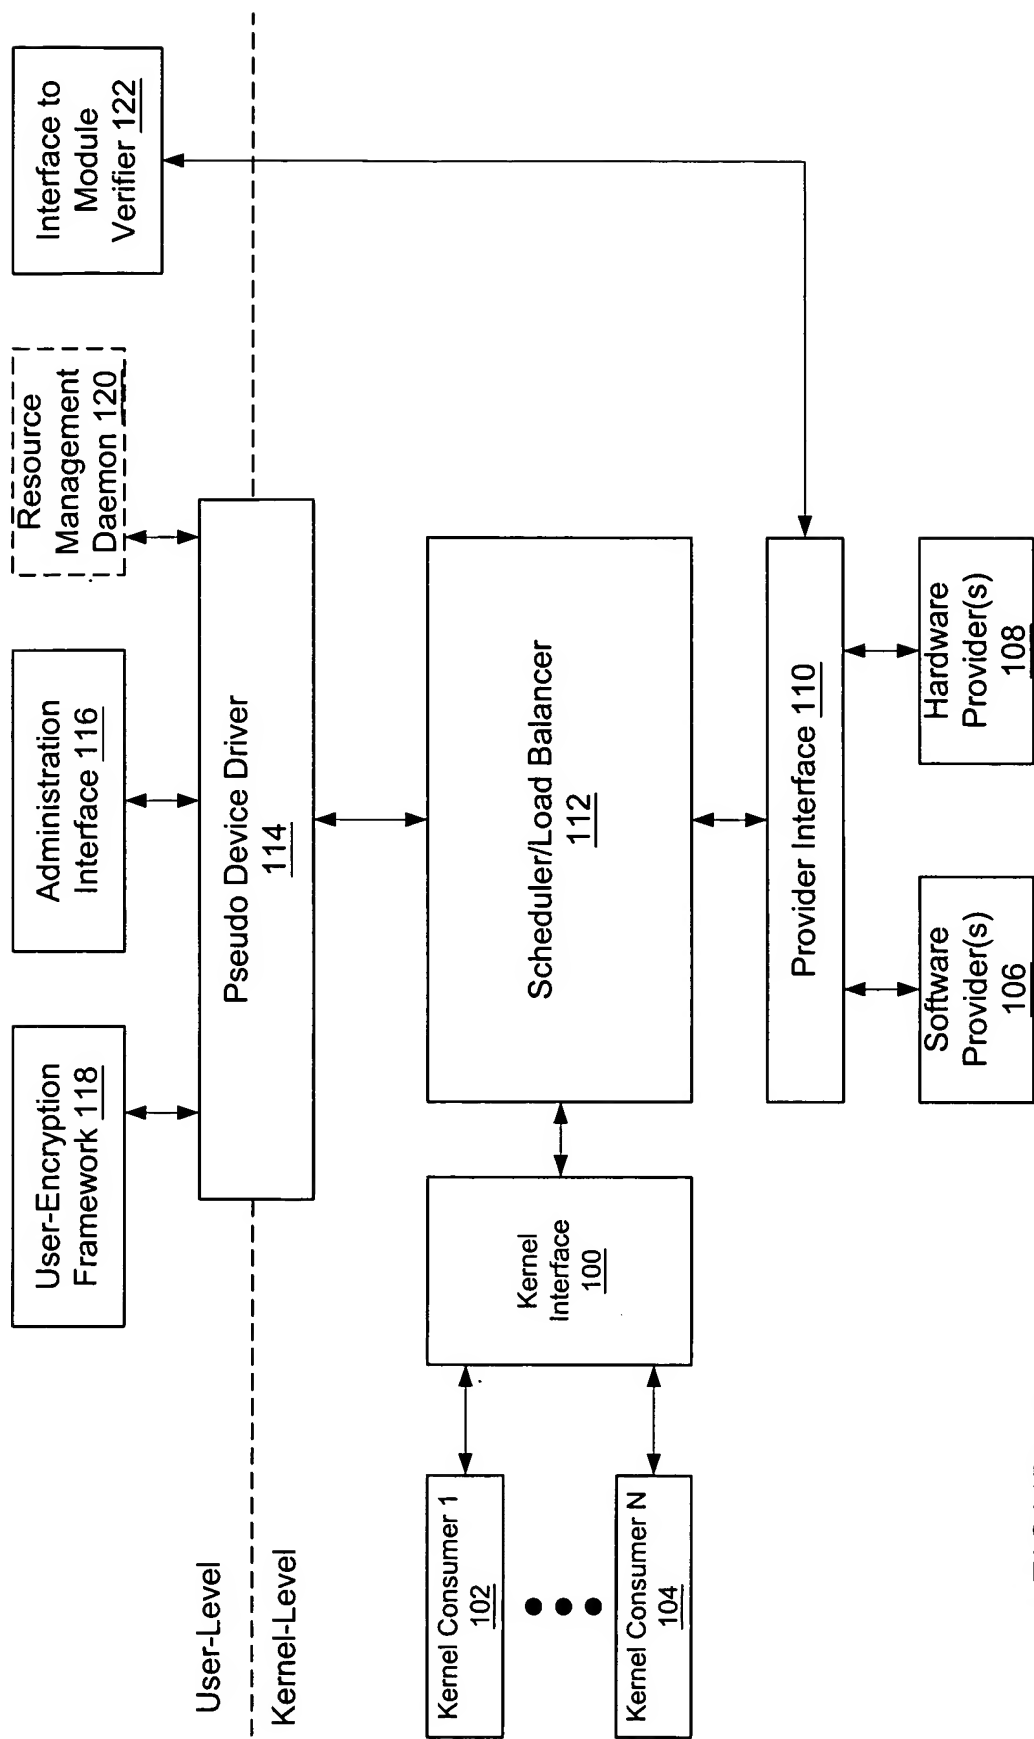 User-Encryption
Framework 118
Administration
Interface 116
Resource
Management
Daemon 120
Interface to
Module
Verifier 122
User-Level
Kernel-Level
Pseudo Device Driver
114
Kernel Consumer 1
102
Kernel Consumer N
104
Kernel
Interface
100
Scheduler/Load Balancer
112
Provider Interface 110
Software
Provider(s)
106
Hardware
Provider(s)
108